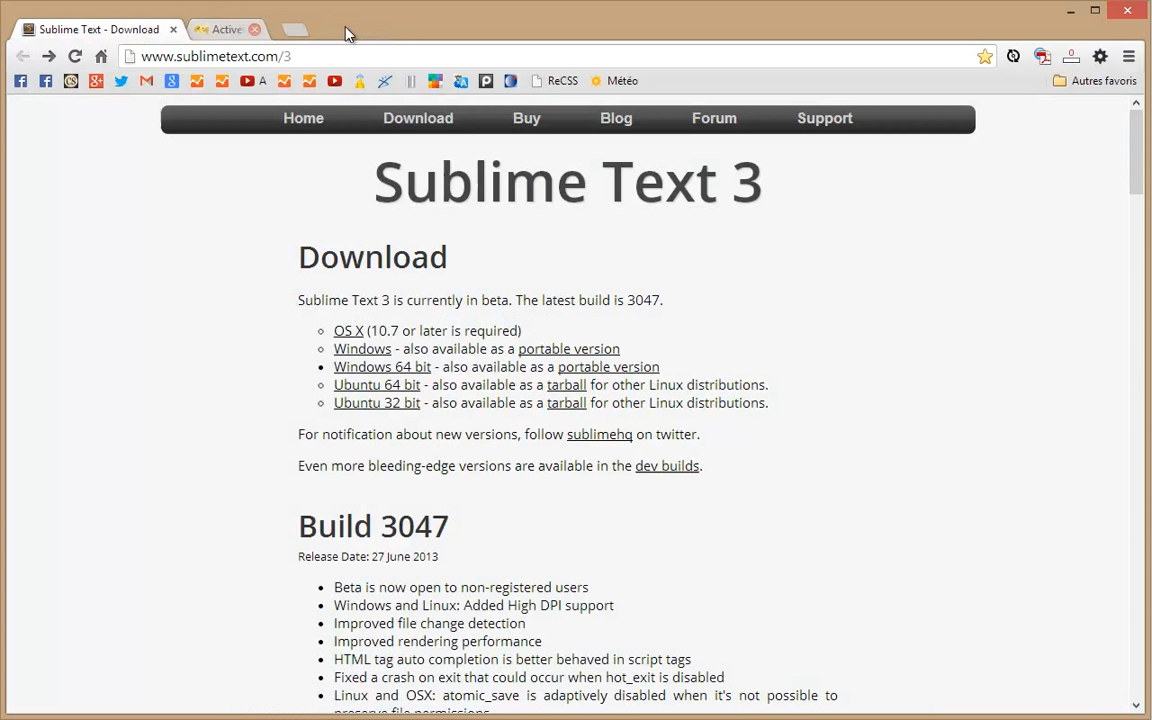 Sublime Text - Download
Active
www.sublimetext.com/3
A
ReCSS
Météo
Autres favoris
Home
Download
Buy
Blog
Forum
Support
Sublime Text 3
Download
Sublime Text 3 is currently in beta. The latest build is 3047.
OS X (10.7 or later is required)
Windows - also available as a portable version
Windows 64 bit - also available as a portable version
Ubuntu 64 bit - also available as a tarball for other Linux distributions.
Ubuntu 32 bit - also available as a tarball for other Linux distributions.
For notification about new versions, follow sublimehq on twitter.
Even more bleeding-edge versions are available in the dev builds.
Build 3047
Release Date: 27 June 2013
Beta is now open to non-registered users
Windows and Linux: Added High DPI support
Improved file change detection
Improved rendering performance
HTML tag auto completion is better behaved in script tags
Fixed a crash on exit that could occur when hot_exit is disabled
Linux and OSX: atomic_save is adaptively disabled when it's not possible to
preserve file permissions